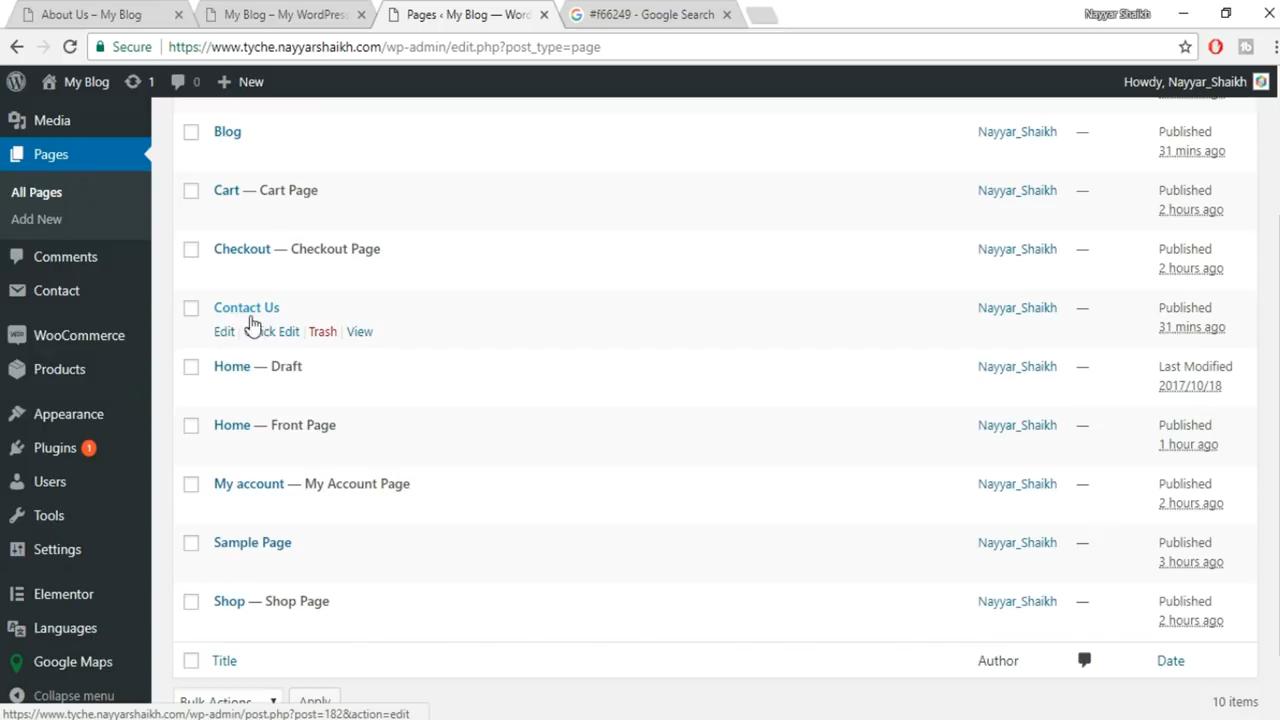 About Us – My Blog
My Blog – My WordPress
Pages ‹ My Blog — Wor
#f66249 - Google Search
Nayyar Shaikh
Secure
https://www.tyche.nayyarshaikh.com/wp-admin/edit.php?post_type=page
My Blog
1
0
New
Howdy, Nayyar_Shaikh
Media
Pages
All Pages
Add New
Comments
Contact
WooCommerce
Products
Appearance
Plugins 1
Users
Tools
Settings
Elementor
Languages
Google Maps
Collapse menu
Blog
Nayyar_Shaikh
—
Published
31 mins ago
Cart — Cart Page
Nayyar_Shaikh
—
Published
2 hours ago
Checkout — Checkout Page
Nayyar_Shaikh
—
Published
2 hours ago
Contact Us
Edit | Quick Edit | Trash | View
Nayyar_Shaikh
—
Published
31 mins ago
Home — Draft
Nayyar_Shaikh
—
Last Modified
2017/10/18
Home — Front Page
Nayyar_Shaikh
—
Published
1 hour ago
My account — My Account Page
Nayyar_Shaikh
—
Published
2 hours ago
Sample Page
Nayyar_Shaikh
—
Published
3 hours ago
Shop — Shop Page
Nayyar_Shaikh
—
Published
2 hours ago
Title
Author
Date
Bulk Actions
Apply
10 items
https://www.tyche.nayyarshaikh.com/wp-admin/post.php?post=182&action=edit